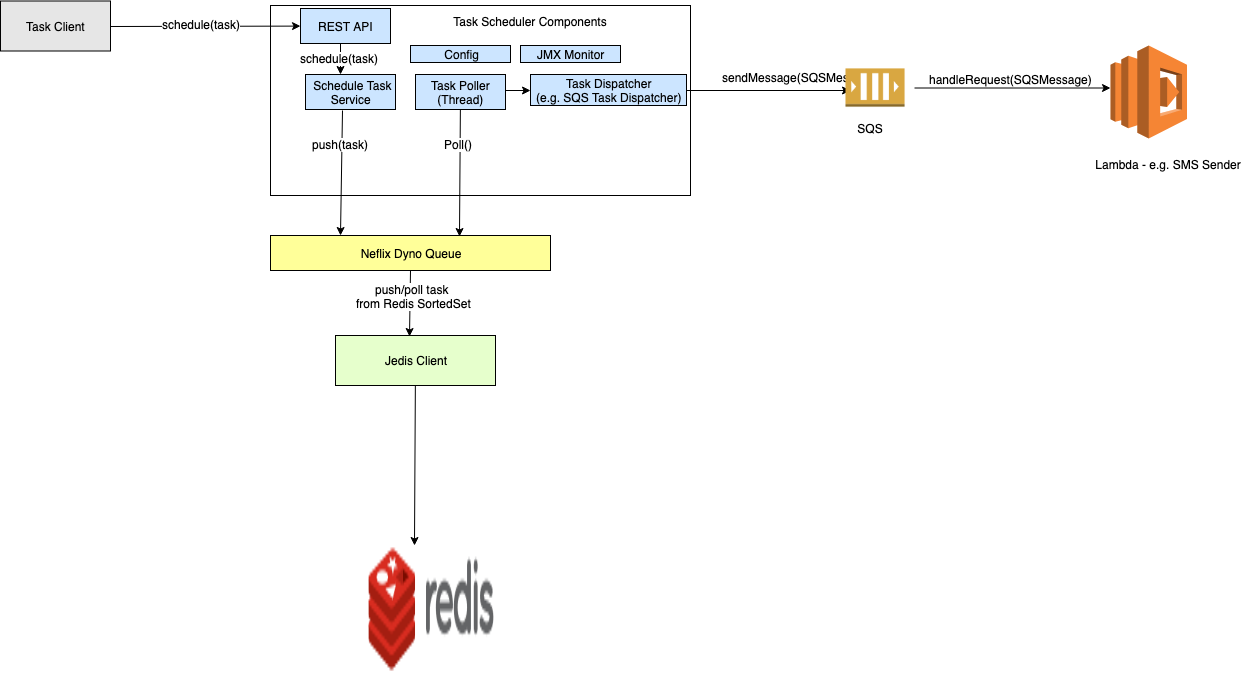 Task Client
schedule(task)
REST API
Task Scheduler Components
schedule(task)
Config
JMX Monitor
Schedule Task
Service
Task Poller
(Thread)
Task Dispatcher
(e.g. SQS Task Dispatcher)
sendMessage(SQSMes
handleRequest(SQSMessage)
SQS
Lambda - e.g. SMS Sender
push(task)
Poll()
Neflix Dyno Queue
push/poll task
from Redis SortedSet
Jedis Client
redis